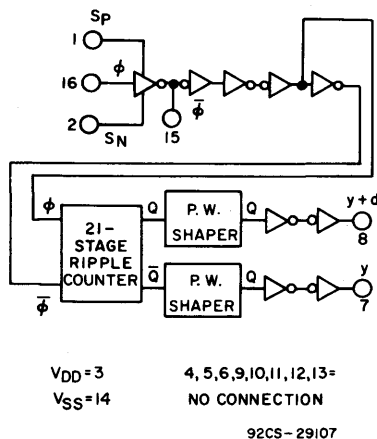 SP
1
16
φ
2
SN
15
φ̄
φ
φ̄
21-
STAGE
RIPPLE
COUNTER
Q
P. W.
SHAPER
Q
y + d
8
Q̄
P. W.
SHAPER
Q
y
7
VDD = 3
VSS = 14
4, 5, 6, 9, 10, 11, 12, 13 =
NO CONNECTION
92CS-29107